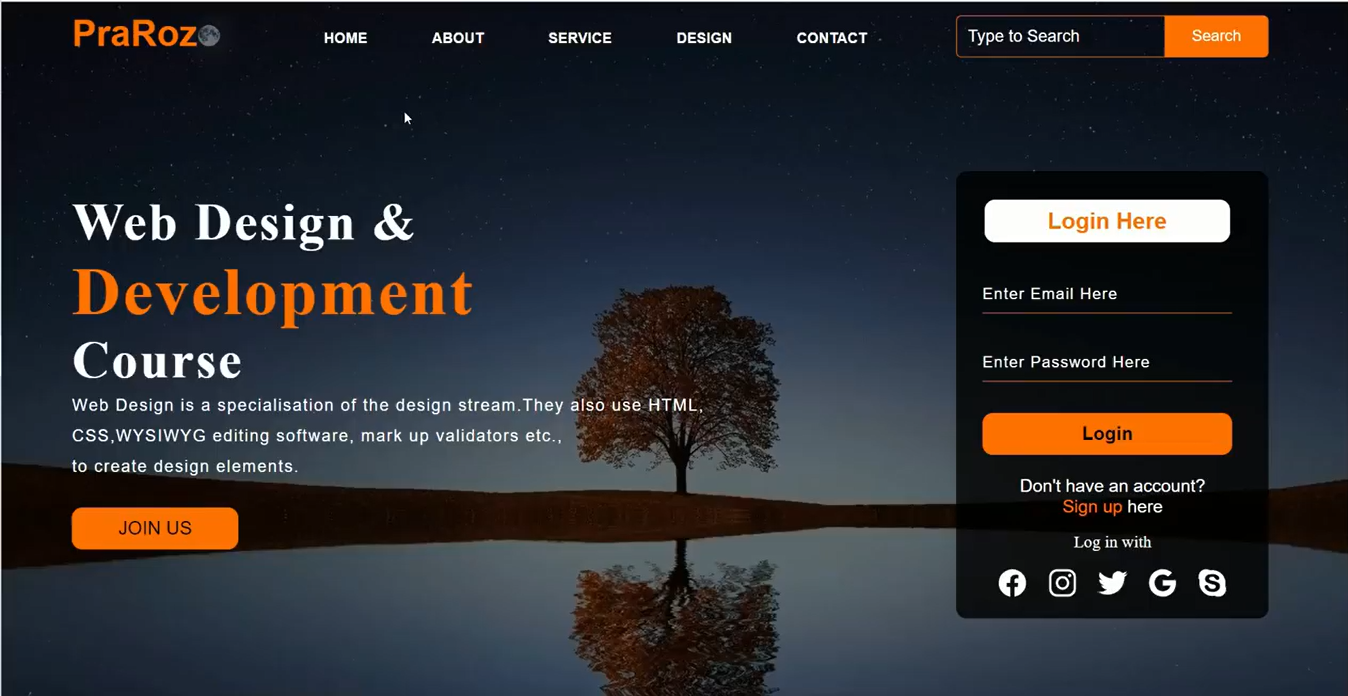 PraRoz
HOME ABOUT SERVICE DESIGN CONTACT
Type to Search Search
Web Design &
Development
Course
Web Design is a specialisation of the design stream.They also use HTML,
CSS,WYSIWYG editing software, mark up validators etc.,
to create design elements.
JOIN US
Login Here
Enter Email Here
Enter Password Here
Login
Don't have an account?
Sign up here
Log in with